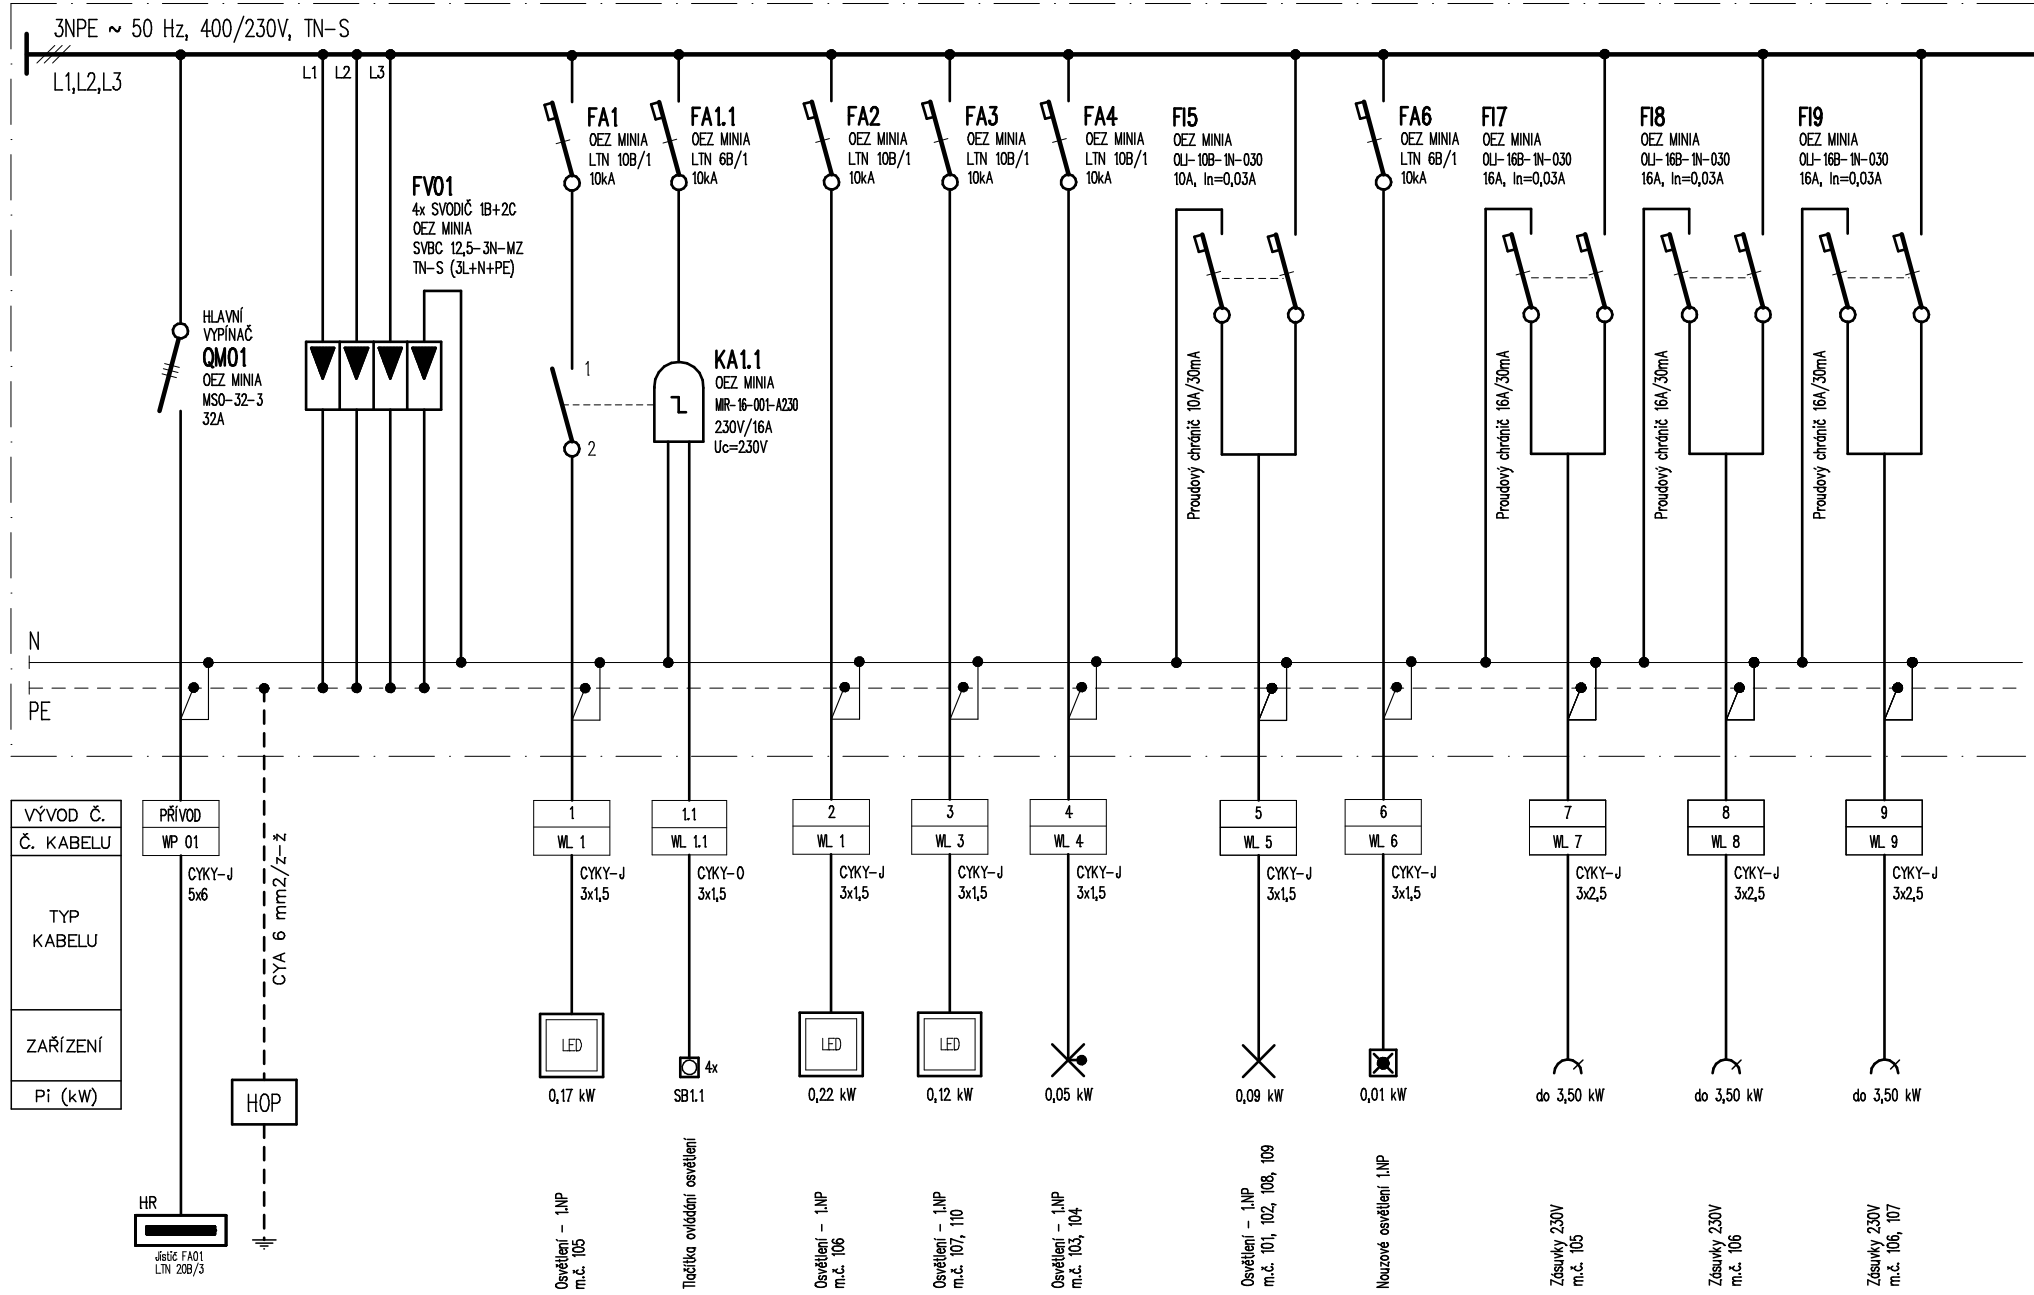 3NPE ~ 50 Hz, 400/230V, TN-S
L1,L2,L3
L1
L2
L3
HLAVNÍ
VYPÍNAČ
QM01
OEZ MINIA
MSO-32-3
32A
FV01
4x SVODIČ 1B+2C
OEZ MINIA
SVBC 12,5-3N-MZ
TN-S (3L+N+PE)
FA1
OEZ MINIA
LTN 10B/1
10kA
1
2
FA1.1
OEZ MINIA
LTN 6B/1
10kA
KA1.1
OEZ MINIA
MIR-16-001-A230
230V/16A
Uc=230V
FA2
OEZ MINIA
LTN 10B/1
10kA
FA3
OEZ MINIA
LTN 10B/1
10kA
FA4
OEZ MINIA
LTN 10B/1
10kA
FI5
OEZ MINIA
OLI-10B-1N-030
10A, In=0,03A
Proudový chránič 10A/30mA
FA6
OEZ MINIA
LTN 6B/1
10kA
FI7
OEZ MINIA
OLI-16B-1N-030
16A, In=0,03A
Proudový chránič 16A/30mA
FI8
OEZ MINIA
OLI-16B-1N-030
16A, In=0,03A
Proudový chránič 16A/30mA
FI9
OEZ MINIA
OLI-16B-1N-030
16A, In=0,03A
Proudový chránič 16A/30mA
N
PE
VÝVOD Č.
Č. KABELU
TYP
KABELU
ZAŘÍZENÍ
Pi (kW)
PŘÍVOD
WP 01
CYKY-J
5x6
HR
Jistič FA01
LTN 20B/3
CYA 6 mm2/z-ž
HOP
1
WL 1
CYKY-J
3x1,5
LED
0,17 kW
Osvětlení - 1.NP
m.č. 105
1.1
WL 1.1
CYKY-O
3x1,5
4x
SB1.1
Tlačítka ovládání osvětlení
2
WL 1
CYKY-J
3x1,5
LED
0,22 kW
Osvětlení - 1.NP
m.č. 106
3
WL 3
CYKY-J
3x1,5
LED
0,12 kW
Osvětlení - 1.NP
m.č. 107, 110
4
WL 4
CYKY-J
3x1,5
0,05 kW
Osvětlení - 1.NP
m.č. 103, 104
5
WL 5
CYKY-J
3x1,5
0,09 kW
Osvětlení - 1.NP
m.č. 101, 102, 108, 109
6
WL 6
CYKY-J
3x1,5
0,01 kW
Nouzové osvětlení 1.NP
7
WL 7
CYKY-J
3x2,5
do 3,50 kW
Zásuvky 230V
m.č. 105
8
WL 8
CYKY-J
3x2,5
do 3,50 kW
Zásuvky 230V
m.č. 106
9
WL 9
CYKY-J
3x2,5
do 3,50 kW
Zásuvky 230V
m.č. 106, 107